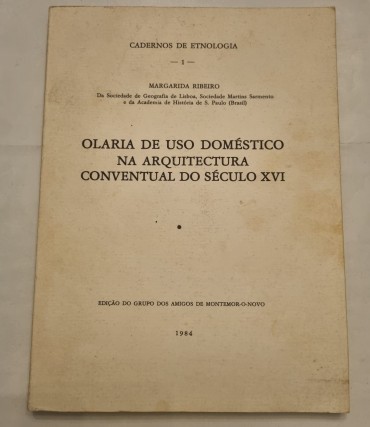 CADERNOS DE ETNOLOGIA
— 1 —
MARGARIDA RIBEIRO
Da Sociedade de Geografia de Lisboa, Sociedade Martins Sarmento
e da Academia de História de S. Paulo (Brasil)
OLARIA DE USO DOMÉSTICO
NA ARQUITECTURA
CONVENTUAL DO SÉCULO XVI
EDIÇÃO DO GRUPO DOS AMIGOS DE MONTEMOR-O-NOVO
1984